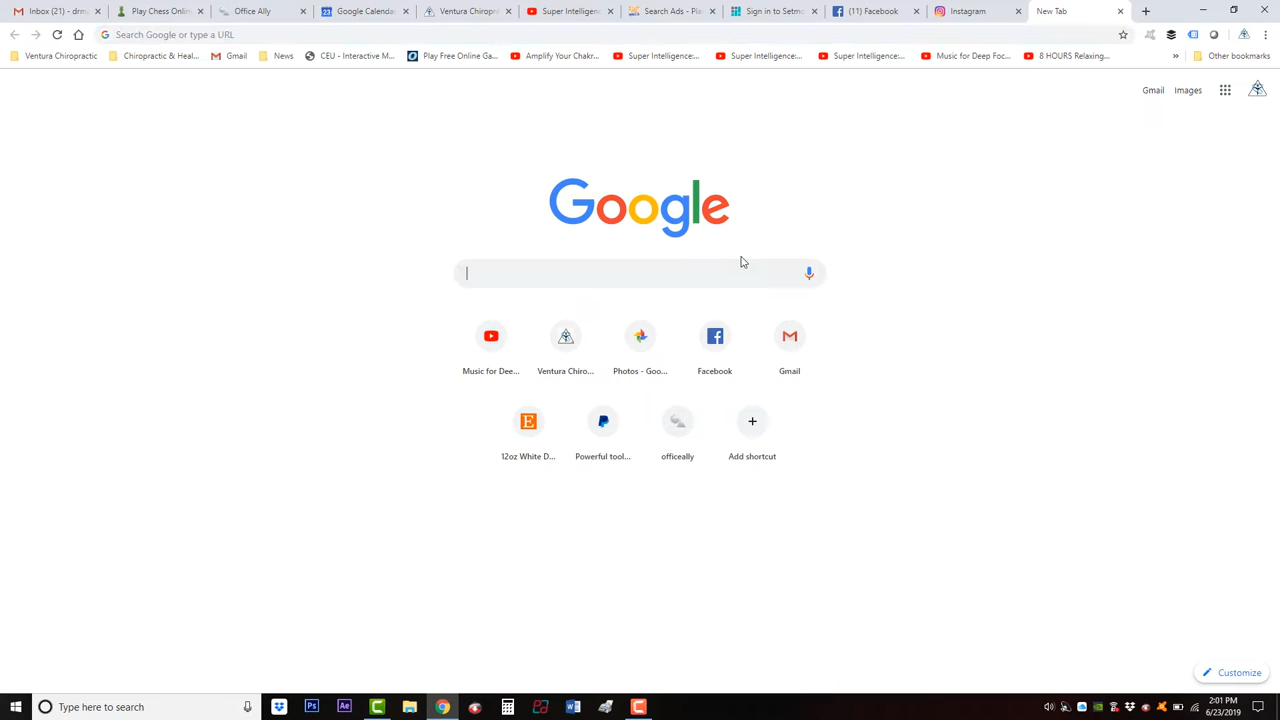 Inbox (21) - drm
Play Chess Online
Office Ally
Google Calenda
Ventura Chiropr
Super Intelligenc
Search Ads - Pla
Sign in to Setmo
(11) Facebook
Instagram
New Tab
Search Google or type a URL
Ventura Chiropractic
Chiropractic & Heal...
Gmail
News
CEU - Interactive M...
Play Free Online Ga...
Amplify Your Chakr...
Super Intelligence:...
Super Intelligence:...
Super Intelligence:...
Music for Deep Foc...
8 HOURS Relaxing...
»
Other bookmarks
Gmail
Images
Google
Music for Dee...
Ventura Chiro...
Photos - Goo...
Facebook
Gmail
12oz White D...
Powerful tool...
officeally
Add shortcut
Customize
Type here to search
2:01 PM
6/23/2019